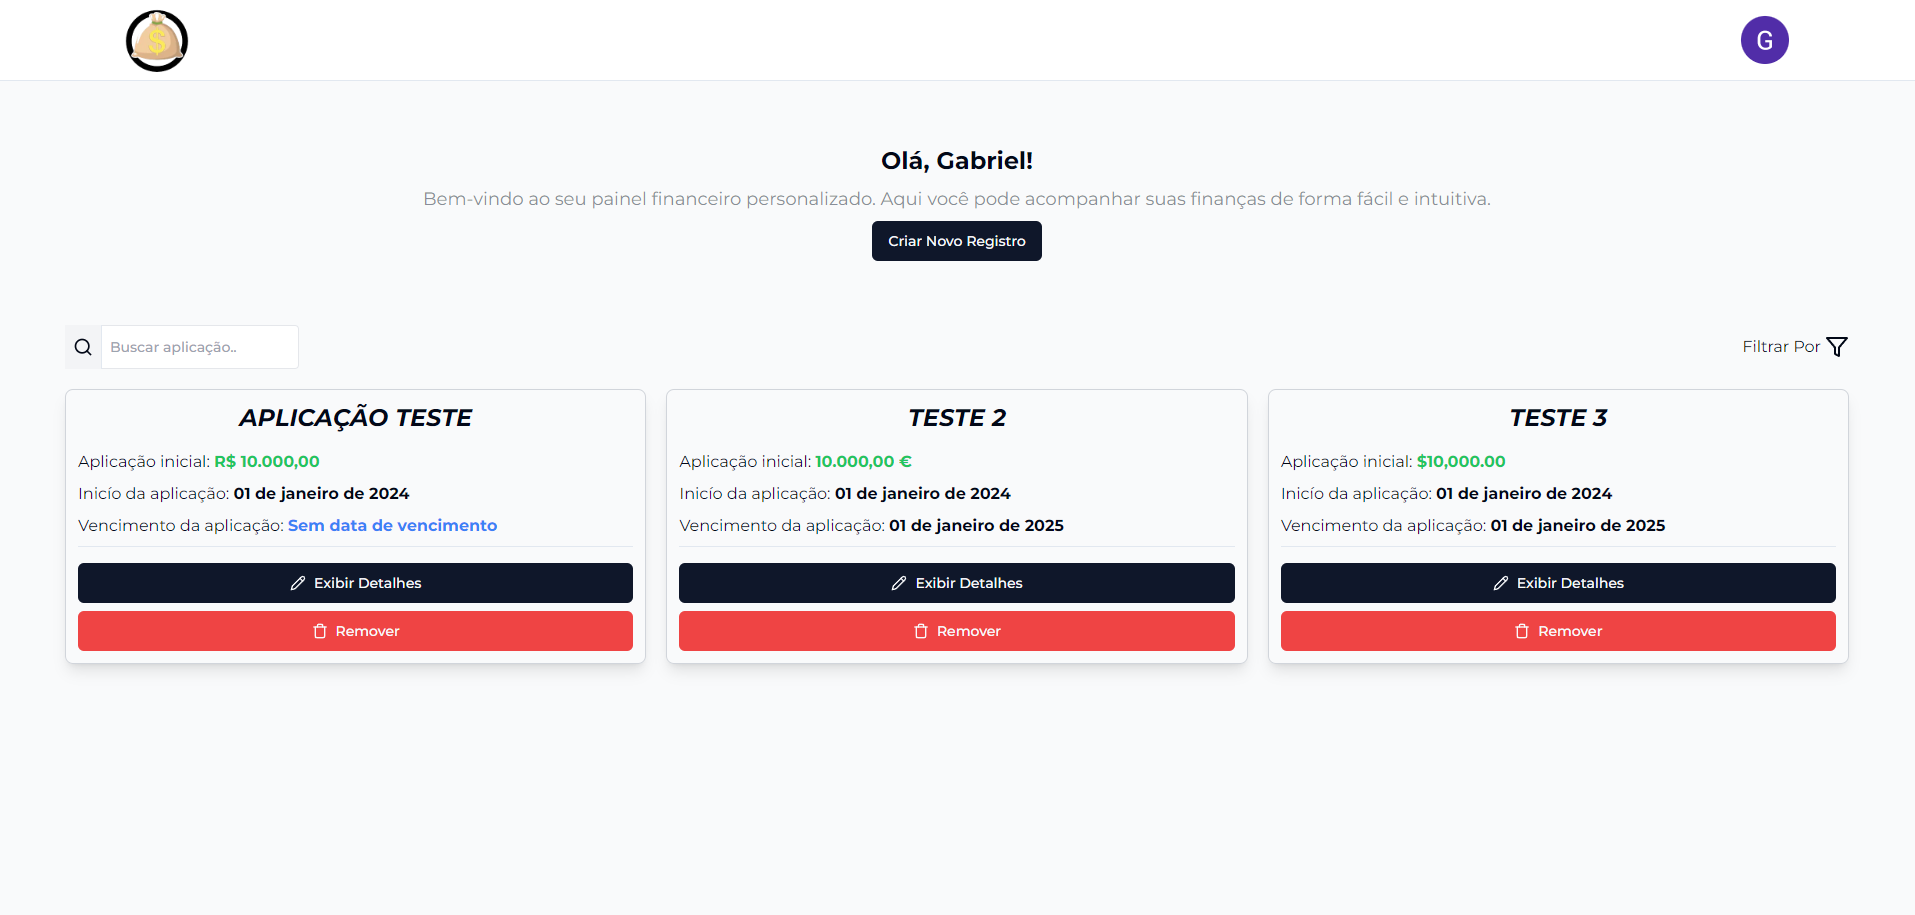 $
G
Olá, Gabriel!
Bem-vindo ao seu painel financeiro personalizado. Aqui você pode acompanhar suas finanças de forma fácil e intuitiva.
Criar Novo Registro
Buscar aplicação..
Filtrar Por
APLICAÇÃO TESTE
Aplicação inicial: R$ 10.000,00
Inicío da aplicação: 01 de janeiro de 2024
Vencimento da aplicação: Sem data de vencimento
Exibir Detalhes
Remover
TESTE 2
Aplicação inicial: 10.000,00 €
Inicío da aplicação: 01 de janeiro de 2024
Vencimento da aplicação: 01 de janeiro de 2025
Exibir Detalhes
Remover
TESTE 3
Aplicação inicial: $10,000.00
Inicío da aplicação: 01 de janeiro de 2024
Vencimento da aplicação: 01 de janeiro de 2025
Exibir Detalhes
Remover